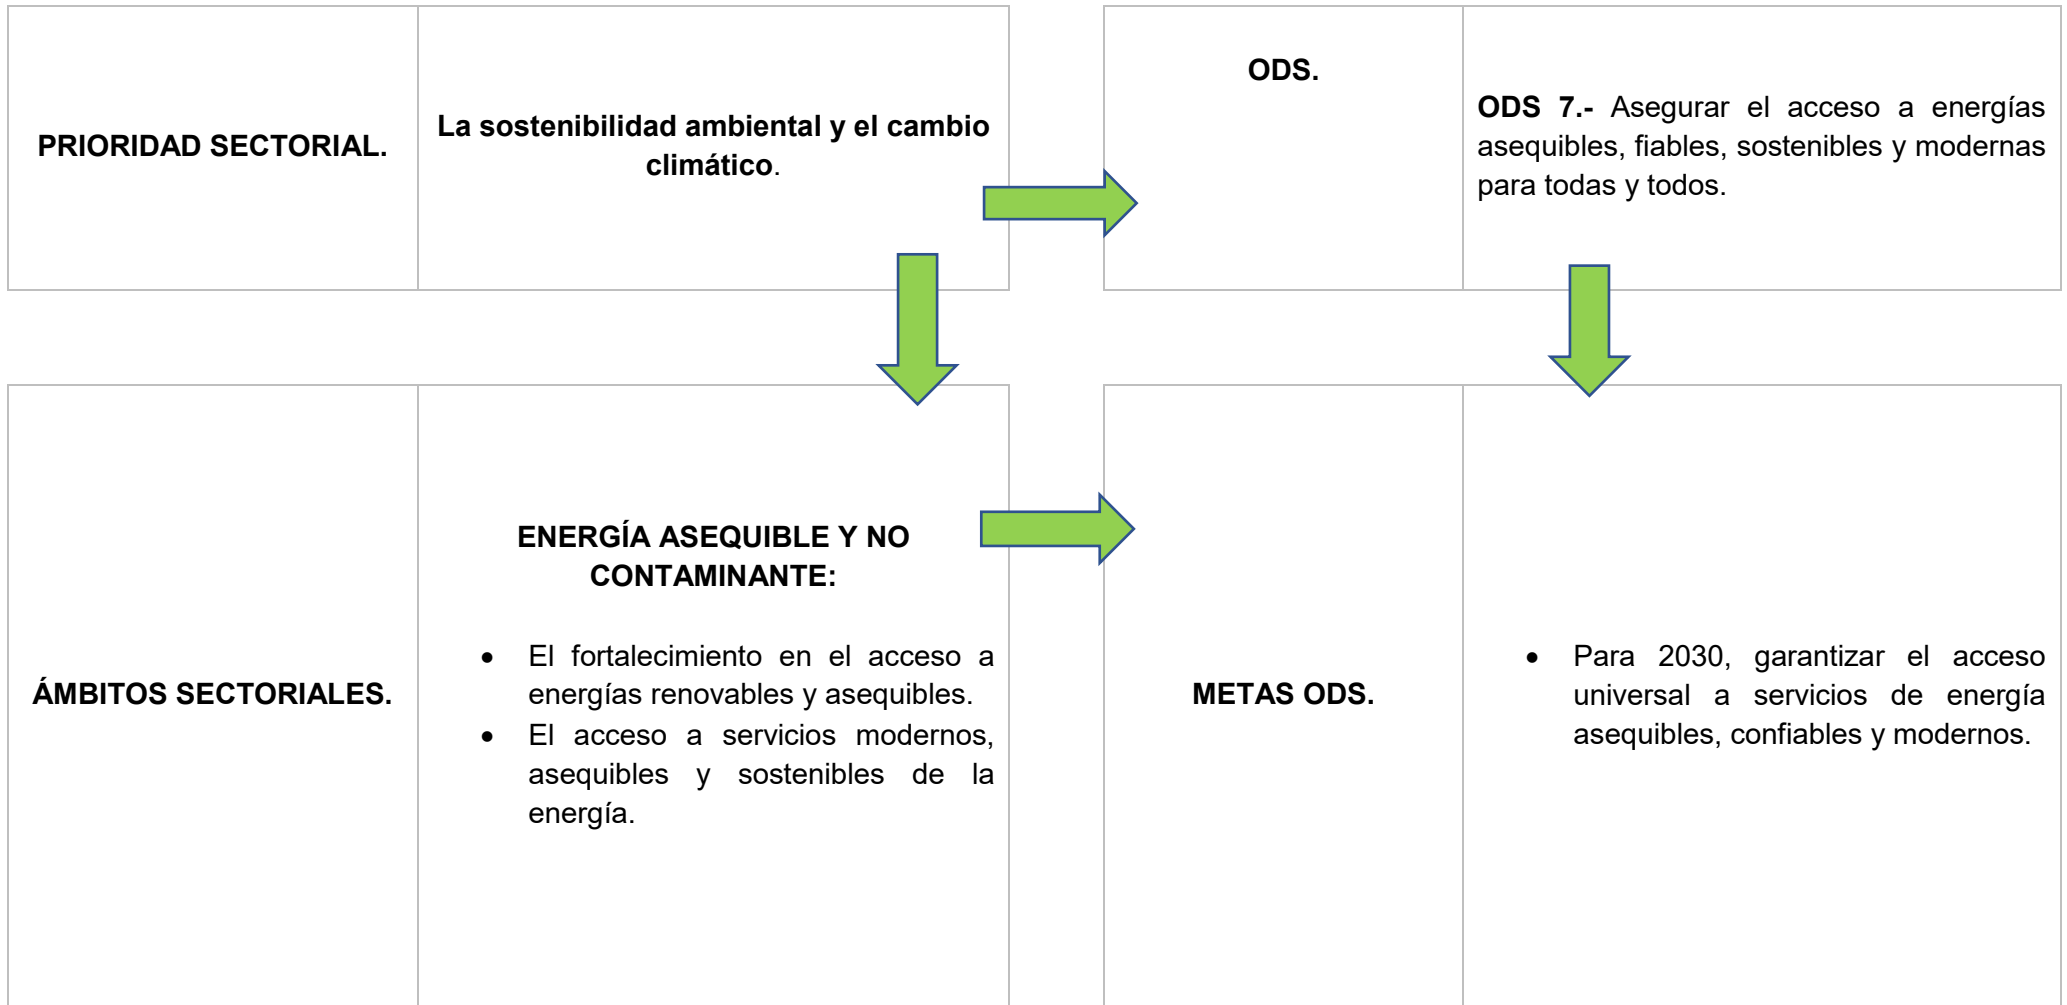 PRIORIDAD SECTORIAL.
La sostenibilidad ambiental y el cambio
climático.
ODS.
ODS 7.- Asegurar el acceso a energías
asequibles, fiables, sostenibles y modernas
para todas y todos.
ÁMBITOS SECTORIALES.
ENERGÍA ASEQUIBLE Y NO
CONTAMINANTE:
• El fortalecimiento en el acceso a
energías renovables y asequibles.
• El acceso a servicios modernos,
asequibles y sostenibles de la
energía.
METAS ODS.
• Para 2030, garantizar el acceso
universal a servicios de energía
asequibles, confiables y modernos.